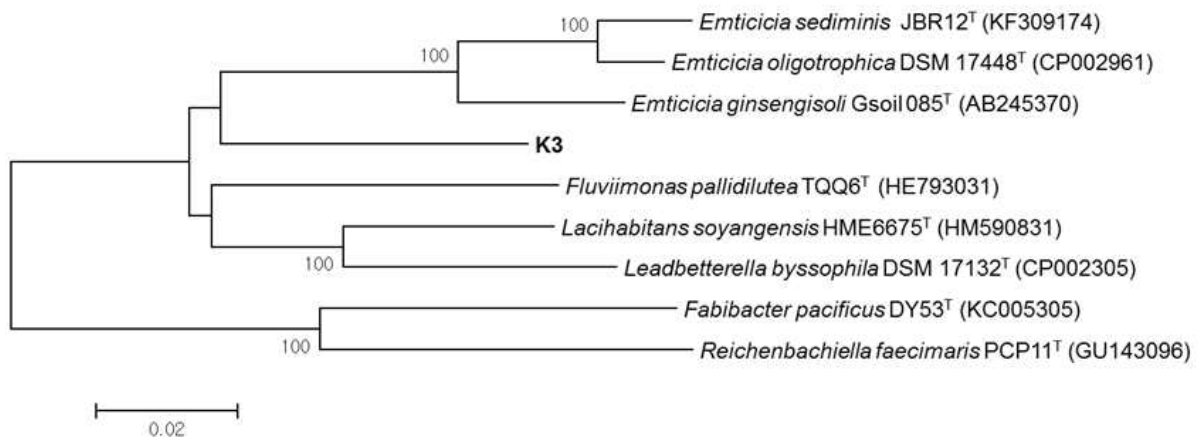 100
Emticicia sediminis JBR12ᵀ (KF309174)
100
Emticicia oligotrophica DSM 17448ᵀ (CP002961)
Emticicia ginsengisoli Gsoil 085ᵀ (AB245370)
K3
Fluviimonas pallidilutea TQQ6ᵀ (HE793031)
Lacihabitans soyangensis HME6675ᵀ (HM590831)
100
Leadbetterella byssophila DSM 17132ᵀ (CP002305)
Fabibacter pacificus DY53ᵀ (KC005305)
100
Reichenbachiella faecimaris PCP11ᵀ (GU143096)
0.02